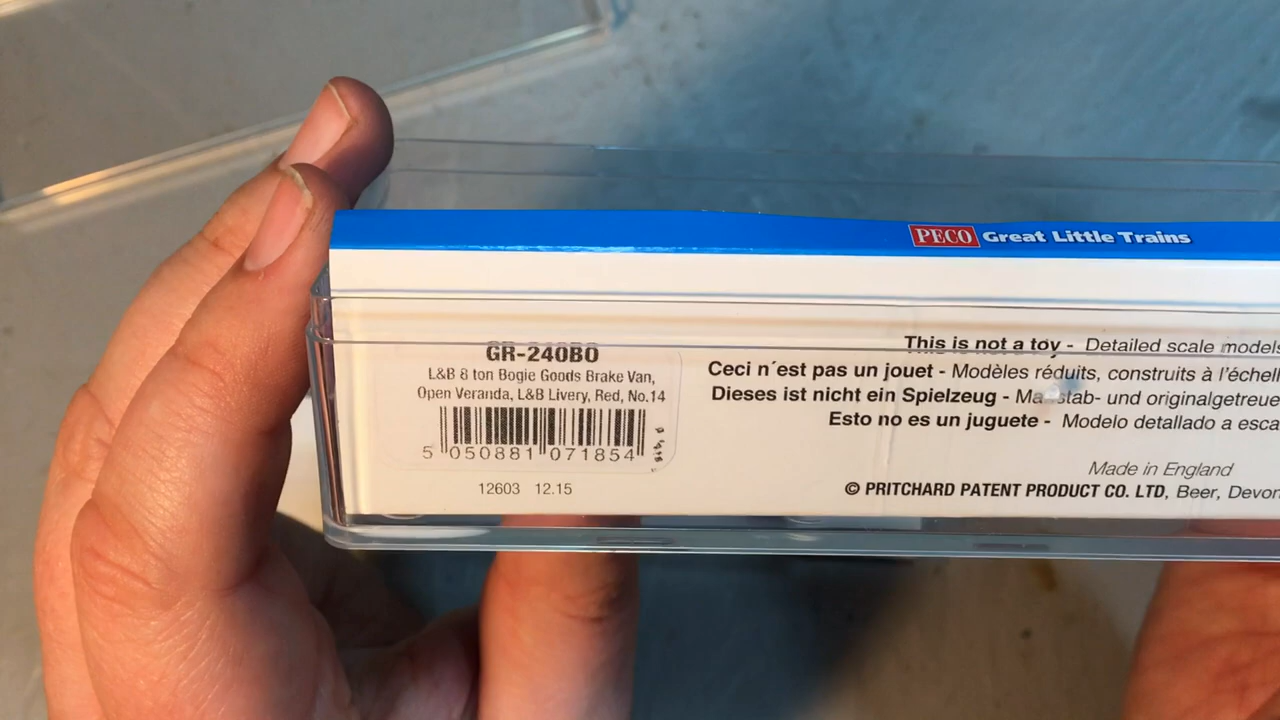 PECO Great Little Trains
GR-240BO
L&B 8 ton Bogie Goods Brake Van,
Open Veranda, L&B Livery, Red, No.14
5 050881 071854
12603 12.15
This is not a toy - Detailed scale models
Ceci n´est pas un jouet - Modèles réduits, construits à l'échell
Dieses ist nicht ein Spielzeug - Ma stab- und originalgetreue
Esto no es un juguete - Modelo detallado a esca
Made in England
© PRITCHARD PATENT PRODUCT CO. LTD, Beer, Devon